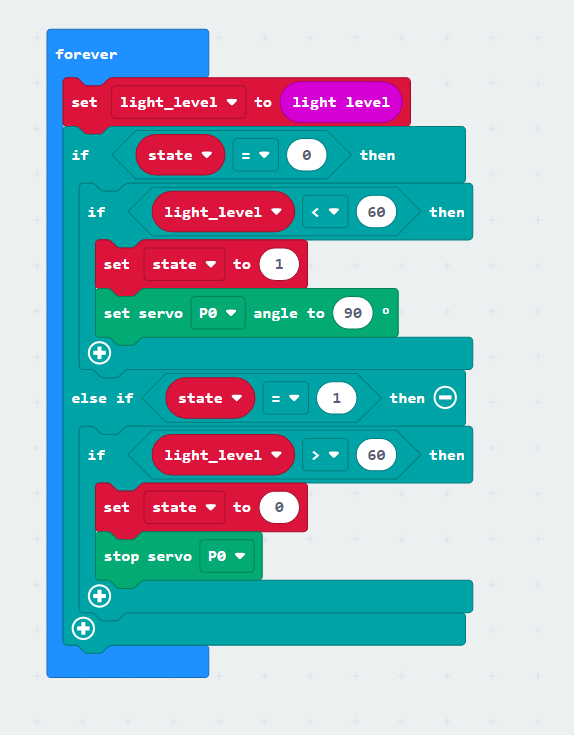 forever
set light_level to light level
if state = 0 then
if light_level < 60 then
set state to 1
set servo P0 angle to 90 °
else if state = 1 then
if light_level > 60 then
set state to 0
stop servo P0